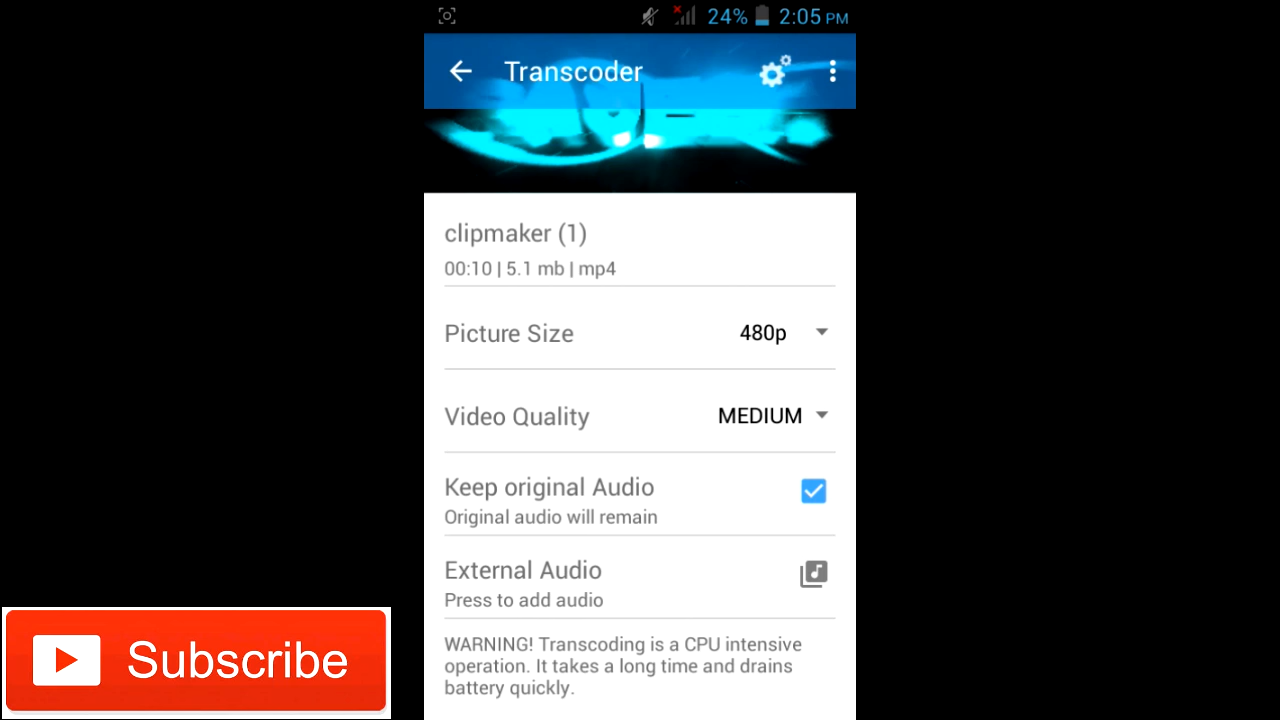 24% 2:05 PM
Transcoder
clipmaker (1)
00:10 | 5.1 mb | mp4
Picture Size 480p
Video Quality MEDIUM
Keep original Audio
Original audio will remain
External Audio
Press to add audio
WARNING! Transcoding is a CPU intensive
operation. It takes a long time and drains
battery quickly.
Subscribe